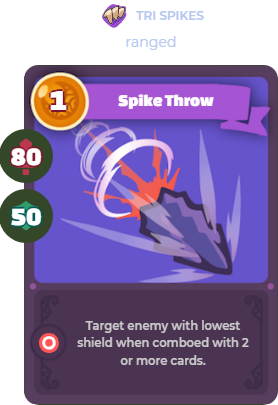 TRI SPIKES
ranged
1
Spike Throw
80
50
Target enemy with lowest
shield when comboed with 2
or more cards.